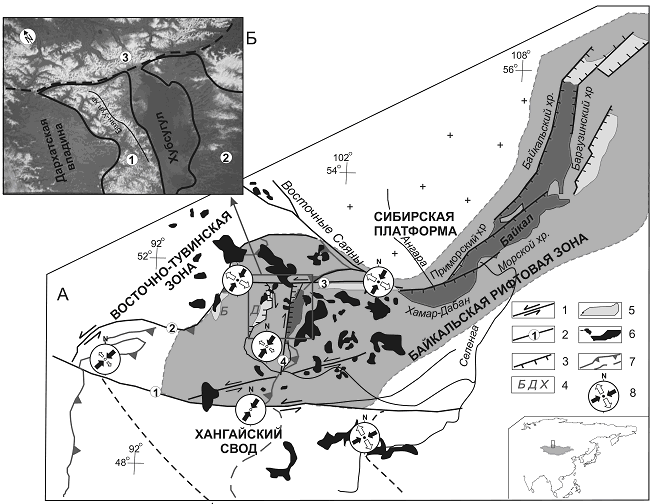 Б
N
3
Дархатская
впадина
Хубсугул
1
2
108°
56°
Байкальский хр.
Баргузинский хр.
102°
54°
Восточные Саяны
СИБИРСКАЯ
ПЛАТФОРМА
Ангара
Приморский хр
Байкал
Морской хр.
Хамар-Дабан
БАЙКАЛЬСКАЯ РИФТОВАЯ ЗОНА
Селенга
92°
52°
ВОСТОЧНО-ТУВИНСКАЯ
ЗОНА
А
N
N
3
Б
Д
2
N
N
4
1
N
N
ХАНГАЙСКИЙ
СВОД
92°
48°
1
5
1
2
6
3
7
Б Д Х
4
N
8